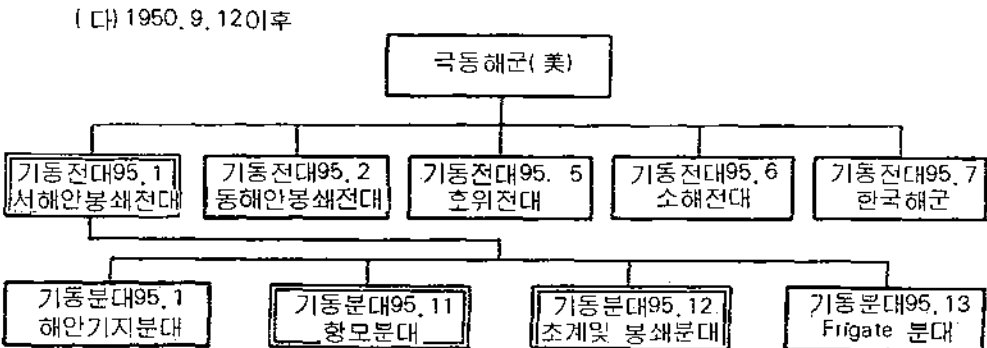 (다) 1950. 9. 12이후
극동해군(美)
기동전대95. 1
서해안봉쇄전대
기동전대95. 2
동해안봉쇄전대
기동전대95. 5
호위전대
기동전대95. 6
소해전대
기동전대95. 7
한국해군
기동분대95. 1
해안기지분대
기동분대95. 11
황모분대
기동분대95. 12
초계및 봉쇄분대
기동분대95. 13
Frigate 분대